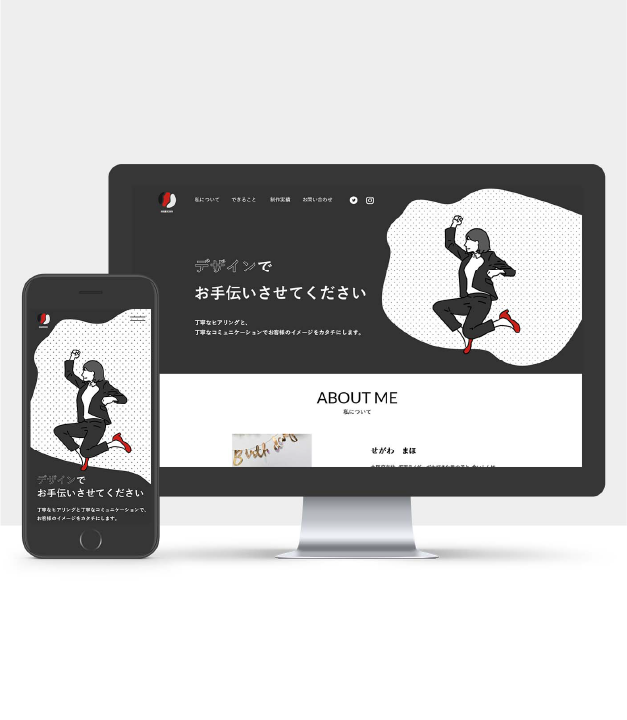 私について できること 制作実績 お問い合わせ
デザインで
お手伝いさせてください
丁寧なヒアリングと、
丁寧なコミュニケーションでお客様のイメージをカタチにします。
ABOUT ME
私について
せがわ まほ
デザインで
お手伝いさせてください
丁寧なヒアリングと丁寧なコミュニケーションで、
お客様のイメージをカタチにします。